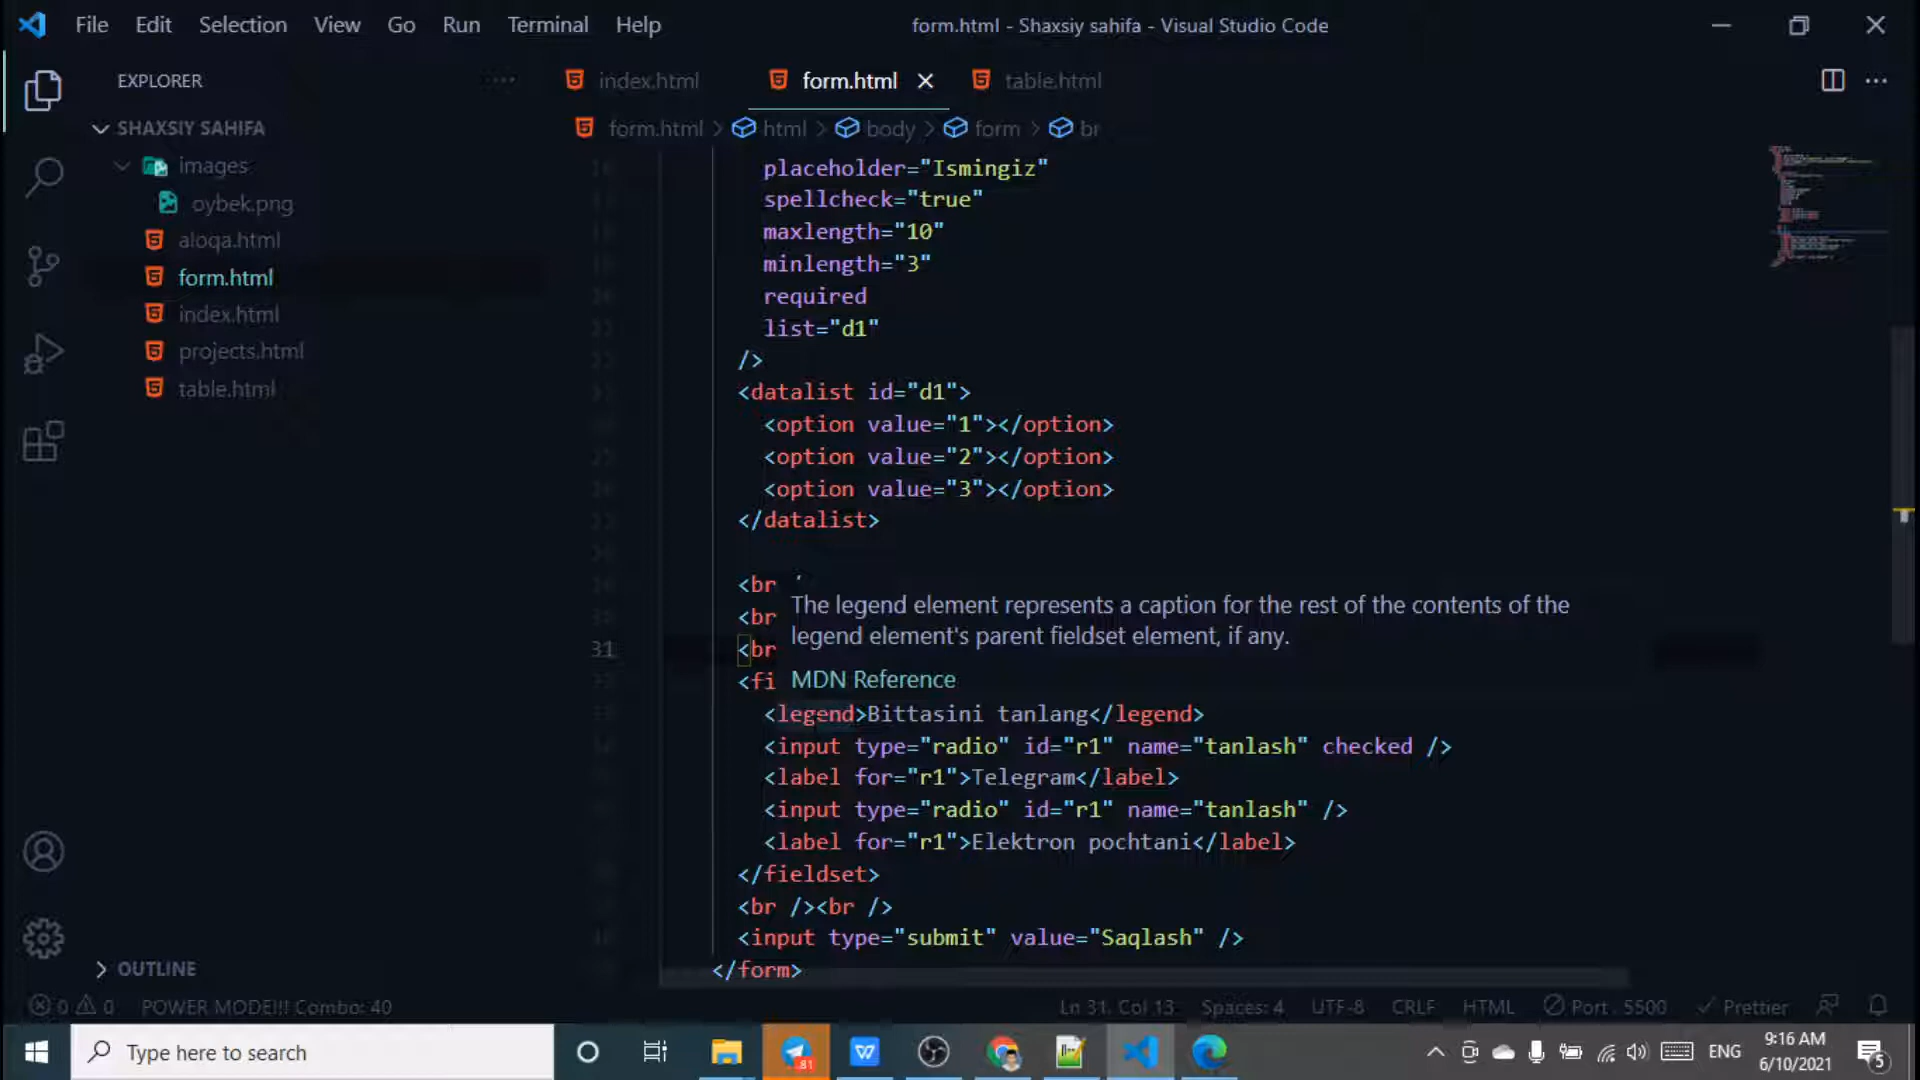 File Edit Selection View Go Run Terminal Help
form.html - Shaxsiy sahifa - Visual Studio Code
EXPLORER
SHAXSIY SAHIFA
images
oybek.png
aloqa.html
form.html
index.html
projects.html
table.html
OUTLINE
index.html form.html table.html
form.html > html > body > form > br
placeholder="Ismingiz"
spellcheck="true"
maxlength="10"
minlength="3"
required
list="d1"
/>
<datalist id="d1">
<option value="1"></option>
<option value="2"></option>
<option value="3"></option>
</datalist>
<br
The legend element represents a caption for the rest of the contents of the
<br
legend element's parent fieldset element, if any.
31 <br
<fi MDN Reference
<legend>Bittasini tanlang</legend>
<input type="radio" id="r1" name="tanlash" checked />
<label for="r1">Telegram</label>
<input type="radio" id="r1" name="tanlash" />
<label for="r1">Elektron pochtani</label>
</fieldset>
<br /><br />
<input type="submit" value="Saqlash" />
</form>
0 0 POWER MODE!!! Combo: 40
Ln 31, Col 13 Spaces: 4 UTF-8 CRLF HTML Port : 5500 Prettier
Type here to search
81
ENG
9:16 AM
6/10/2021
5